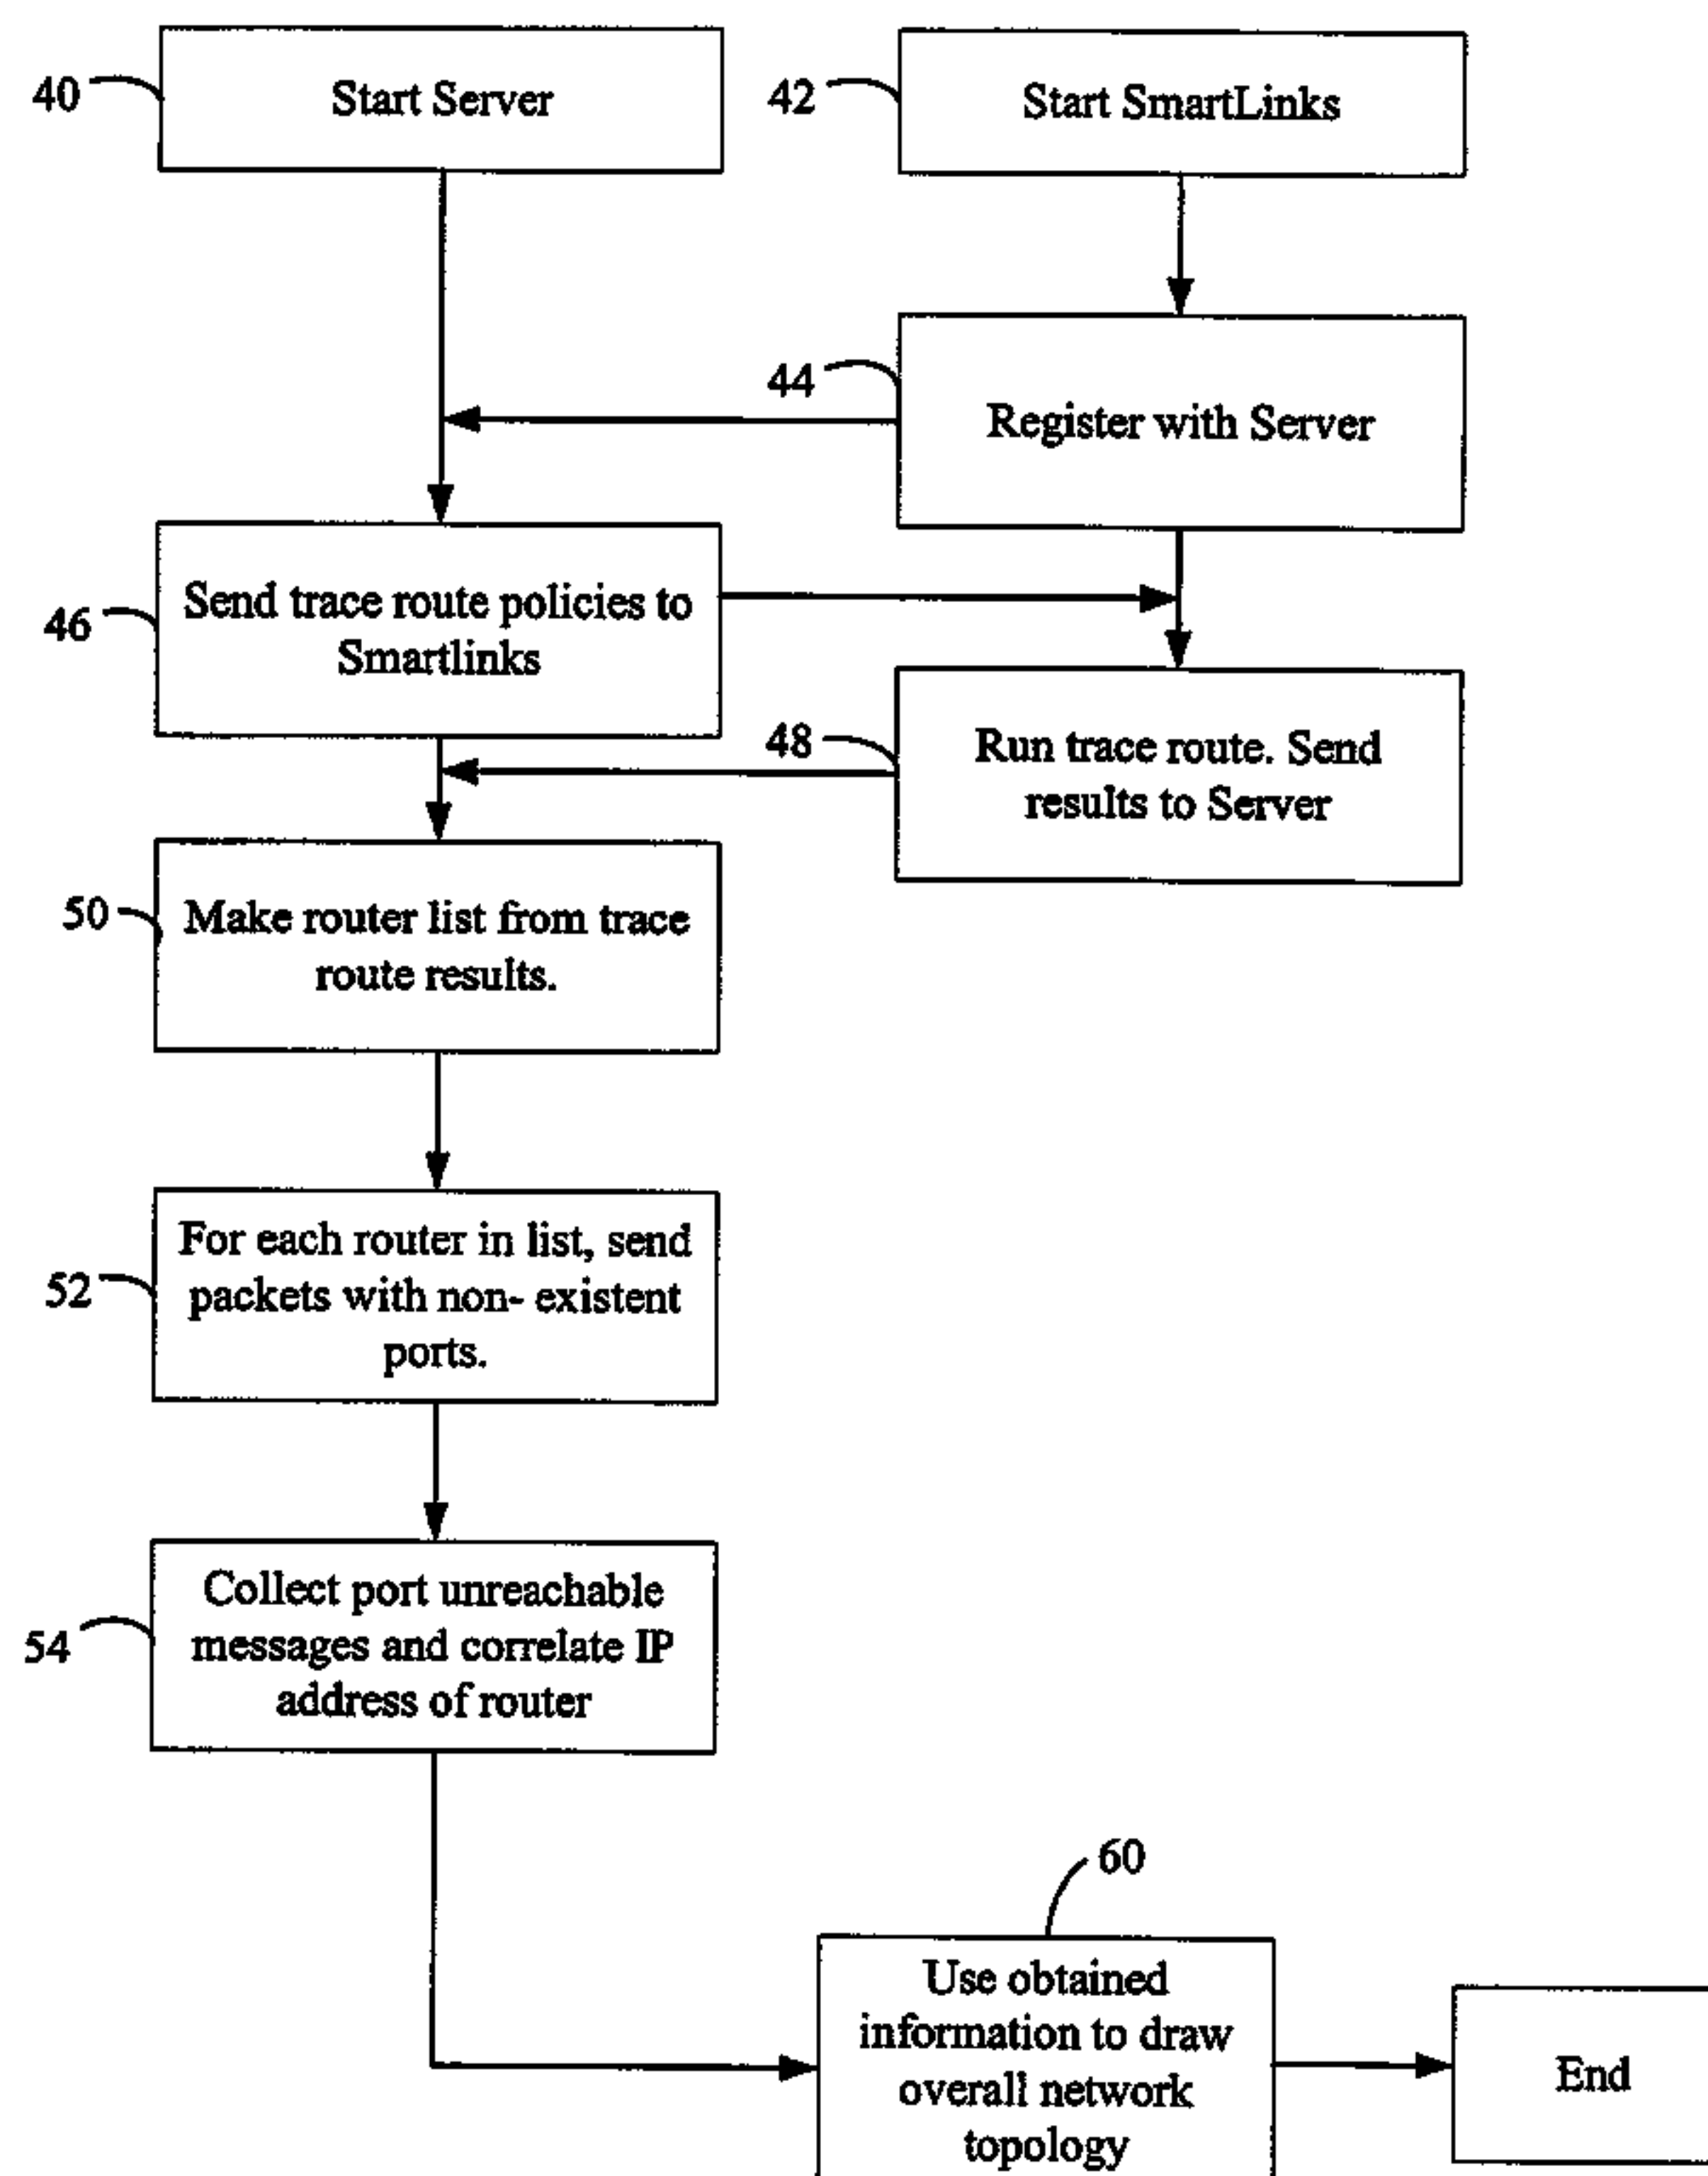 40
Start Server
42
Start SmartLinks
44
Register with Server
46
Send trace route policies to
Smartlinks
48
Run trace route. Send
results to Server
50
Make router list from trace
route results.
52
For each router in list, send
packets with non- existent
ports.
54
Collect port unreachable
messages and correlate IP
address of router
60
Use obtained
information to draw
overall network
topology
End